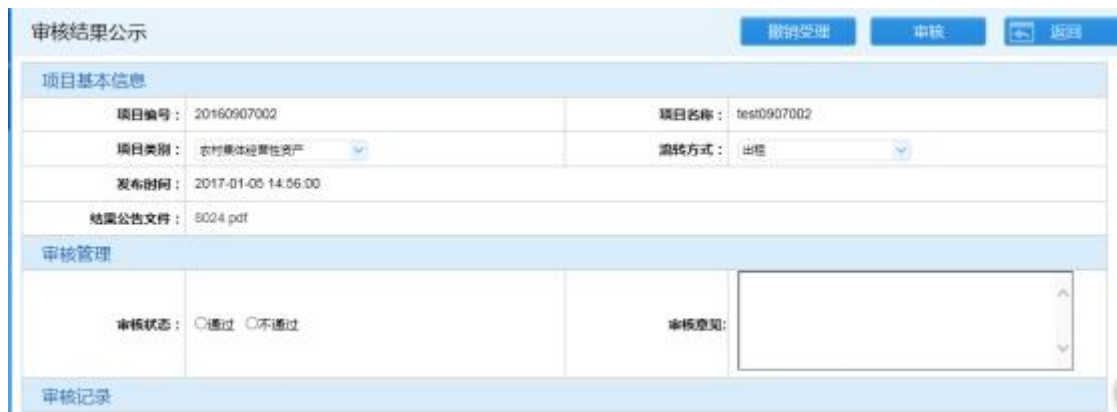 审核结果公示 撤销受理 审核 返回
项目基本信息
项目编号： 20160907002 项目名称： test0907002
项目类别： 农村集体经营性资产 流转方式： 出租
发布时间： 2017-01-05 14:56:00
结果公告文件： 8024.pdf
审核管理
审核状态： 通过 不通过 审核意见:
审核记录